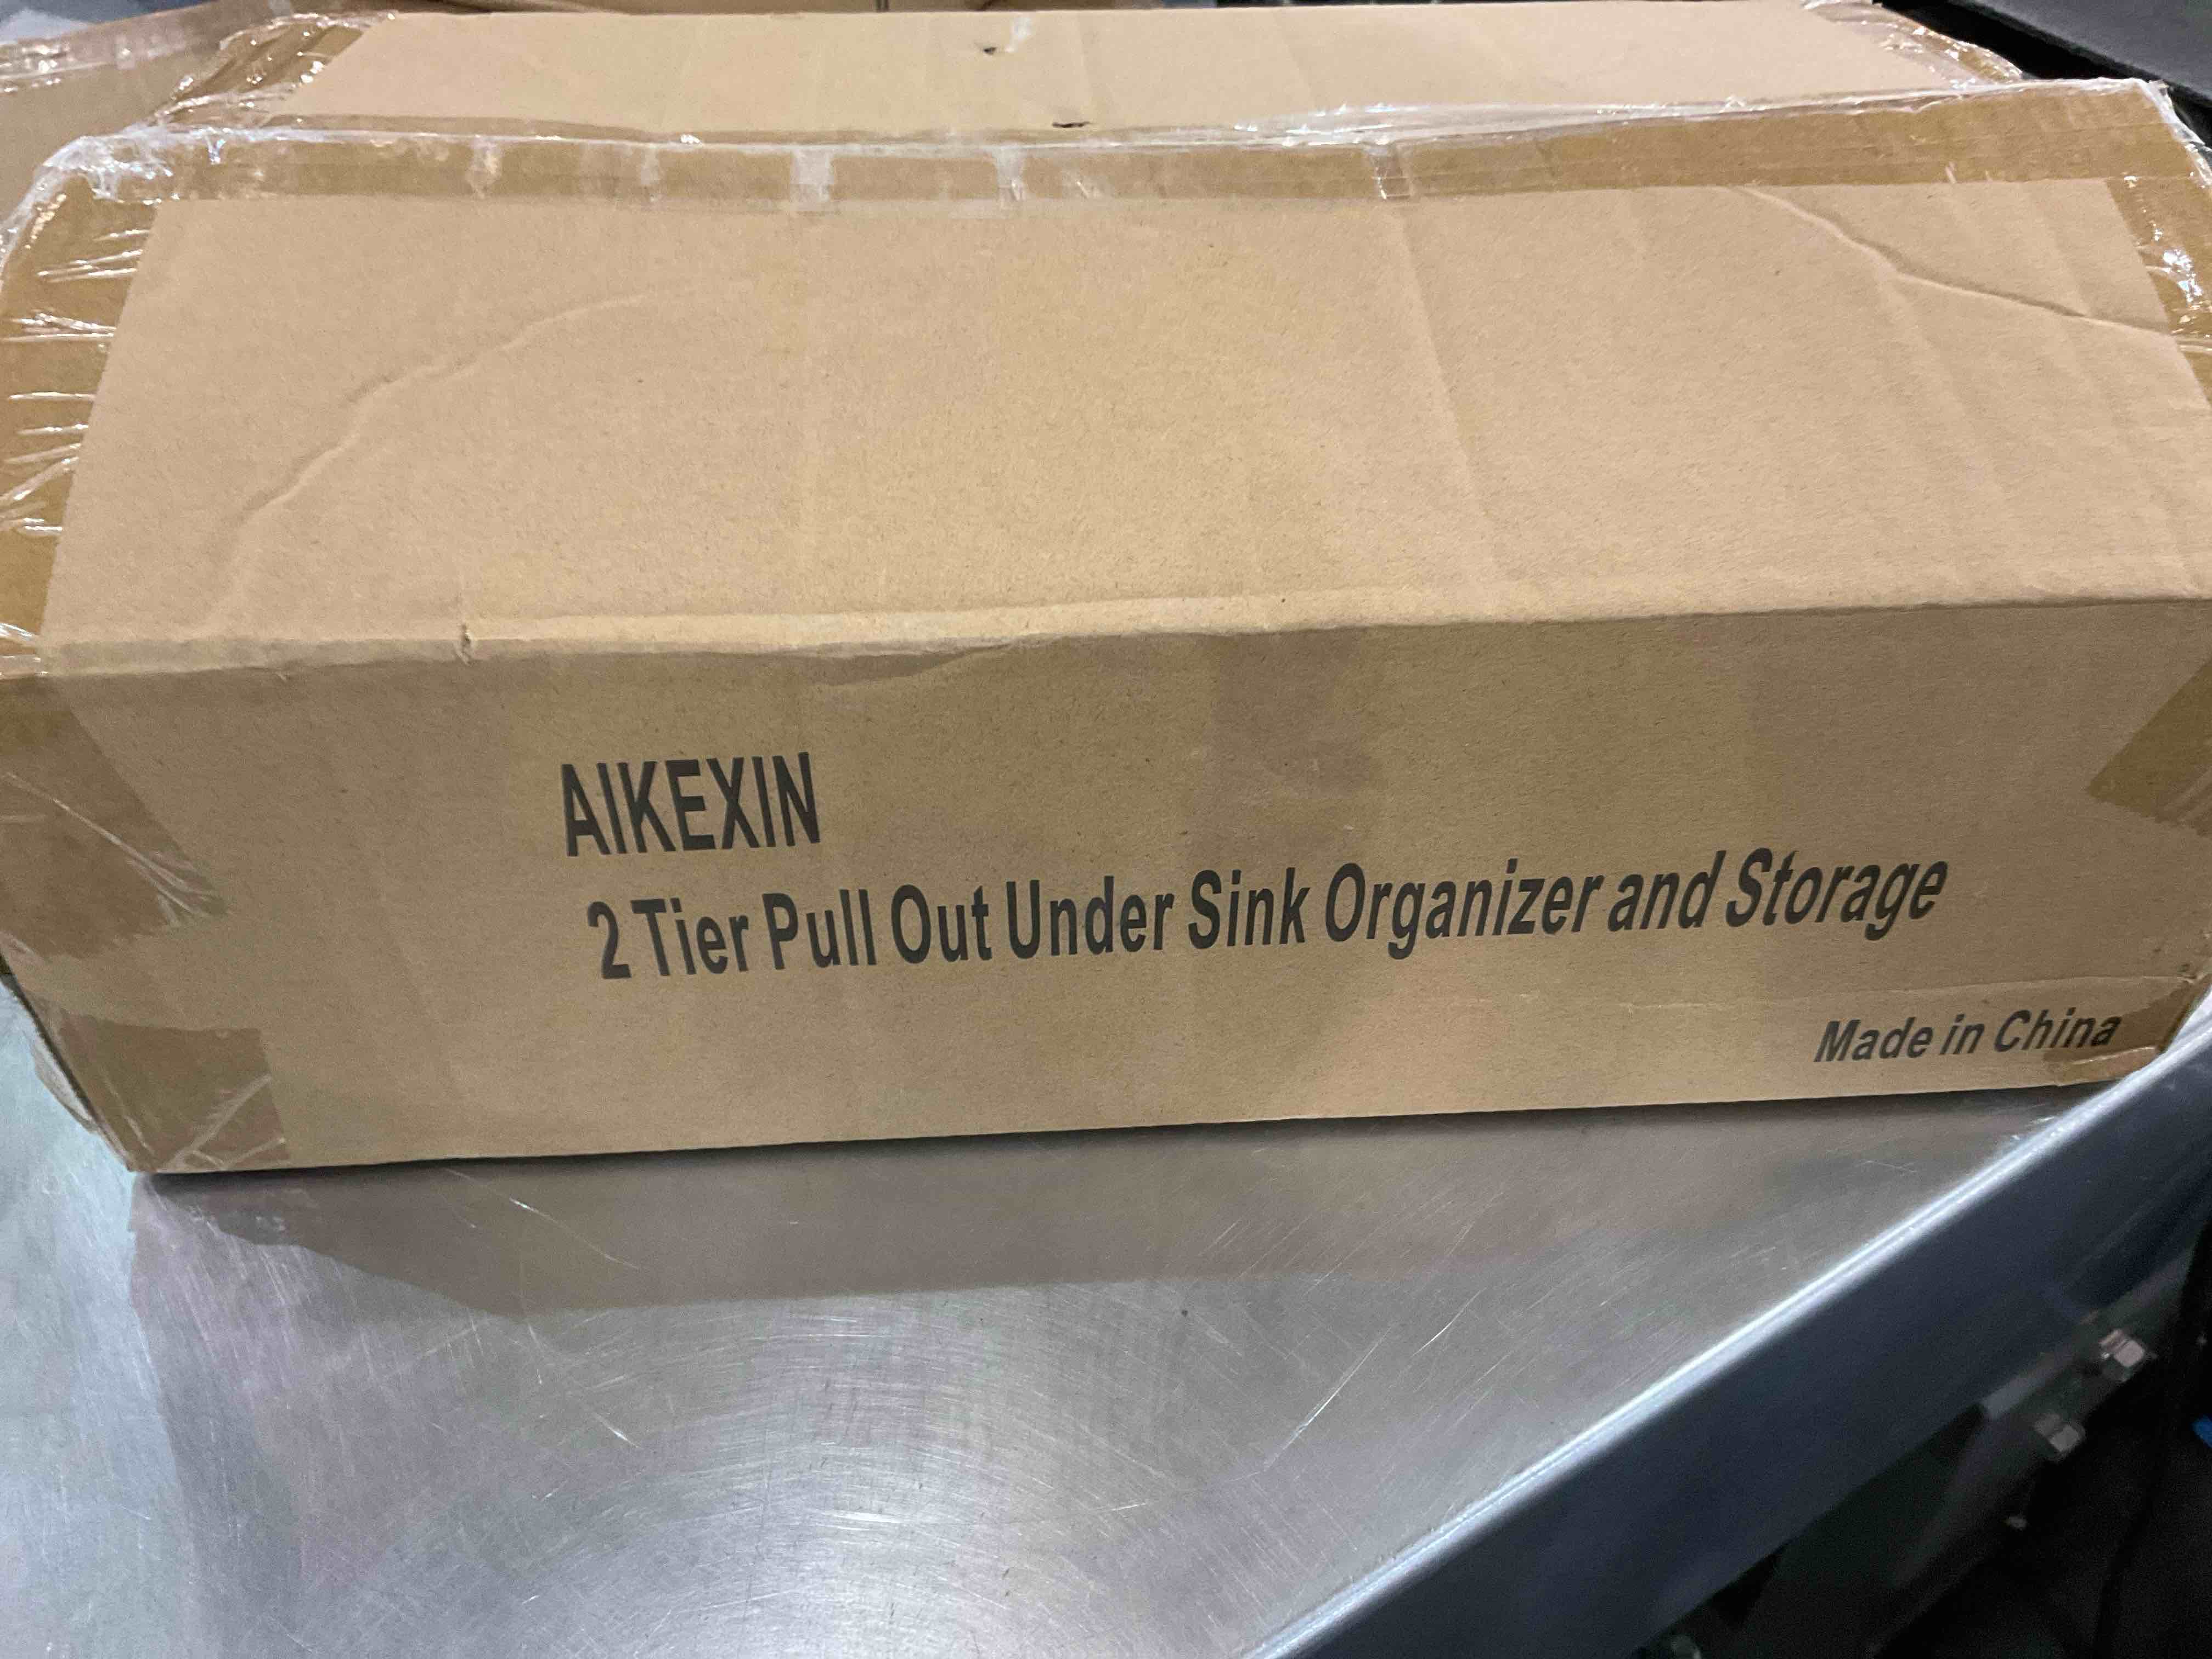 AIKEXIN
2 Tier Pull Out Under Sink Organizer and Storage
Made in China